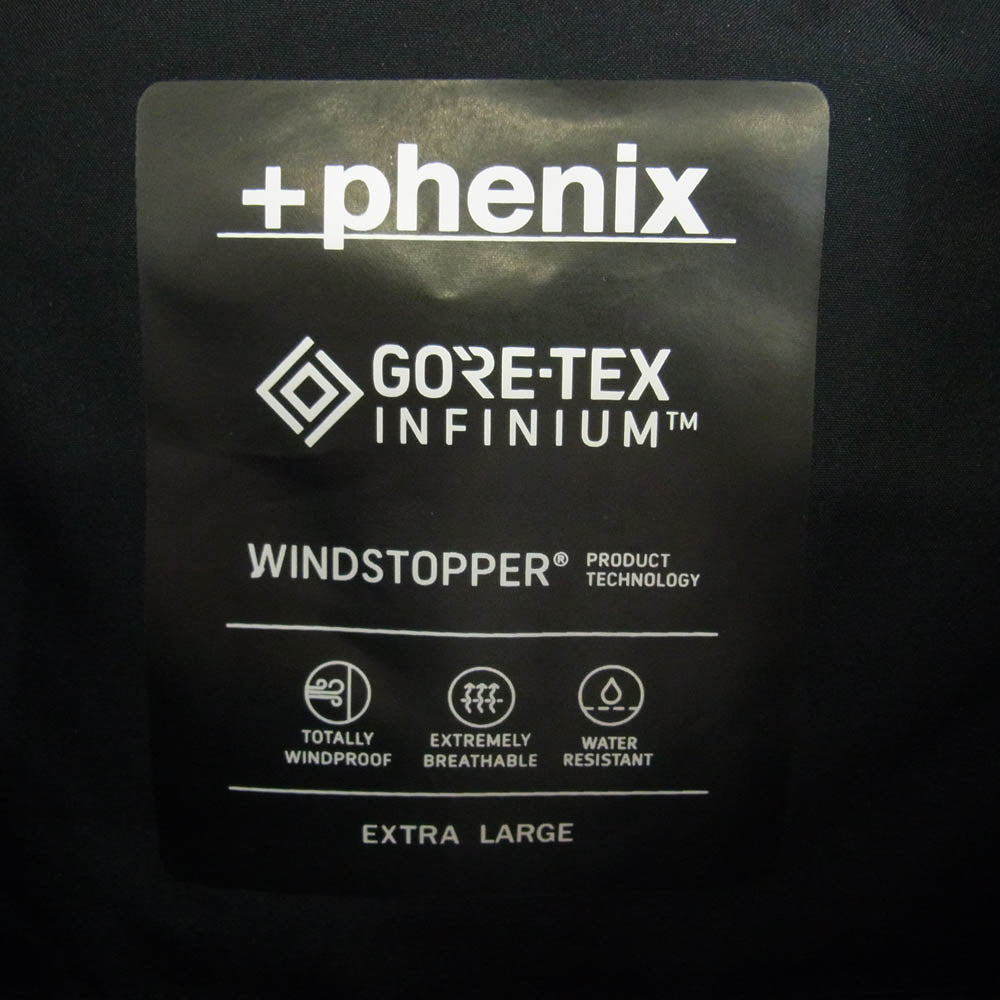 +phenix
GORE-TEX
INFINIUM™
WINDSTOPPER® PRODUCT
TECHNOLOGY
TOTALLY
WINDPROOF
EXTREMELY
BREATHABLE
WATER
RESISTANT
EXTRA LARGE